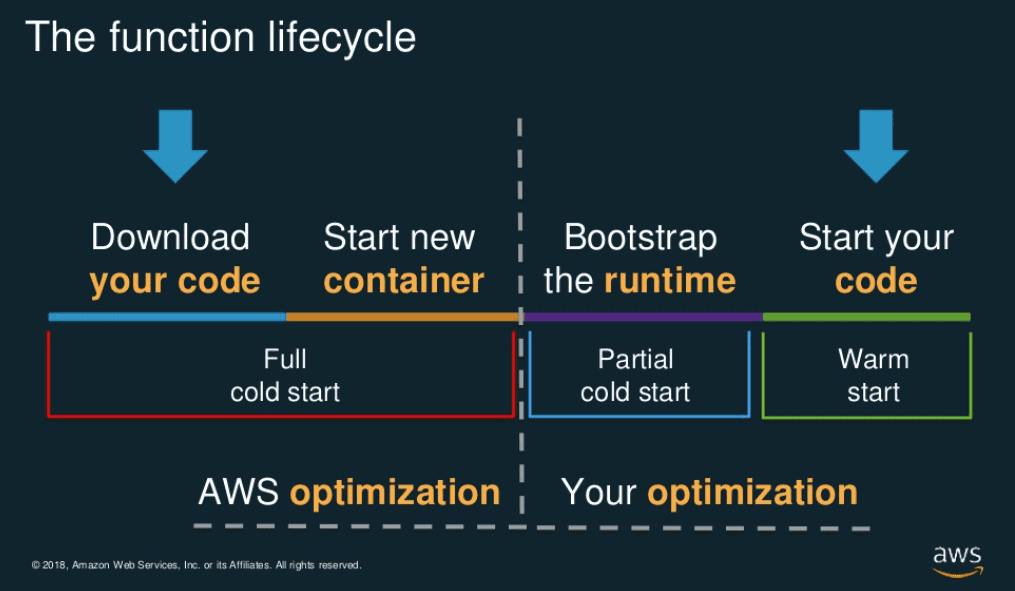 The function lifecycle
Download
your code
Start new
container
Bootstrap
the runtime
Start your
code
Full
cold start
Partial
cold start
Warm
start
AWS optimization
Your optimization
© 2018, Amazon Web Services, Inc. or its Affiliates. All rights reserved.
aws